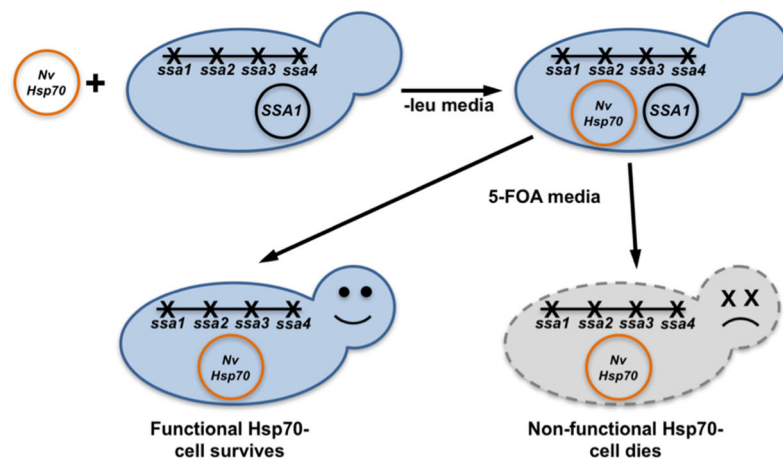 Nv
Hsp70
+
X X X X
ssa1 ssa2 ssa3 ssa4
SSA1
-leu media
X X X X
ssa1 ssa2 ssa3 ssa4
Nv
Hsp70
SSA1
5-FOA media
X X X X
ssa1 ssa2 ssa3 ssa4
Nv
Hsp70
Functional Hsp70-
cell survives
X X
X X X X
ssa1 ssa2 ssa3 ssa4
Nv
Hsp70
Non-functional Hsp70-
cell dies